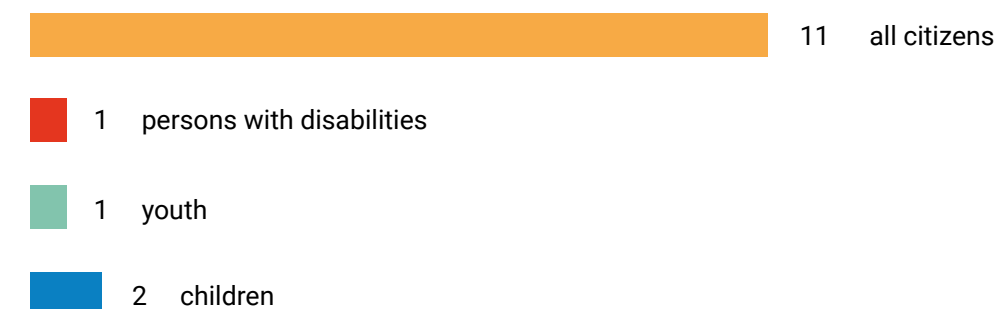 11 all citizens
1 persons with disabilities
1 youth
2 children